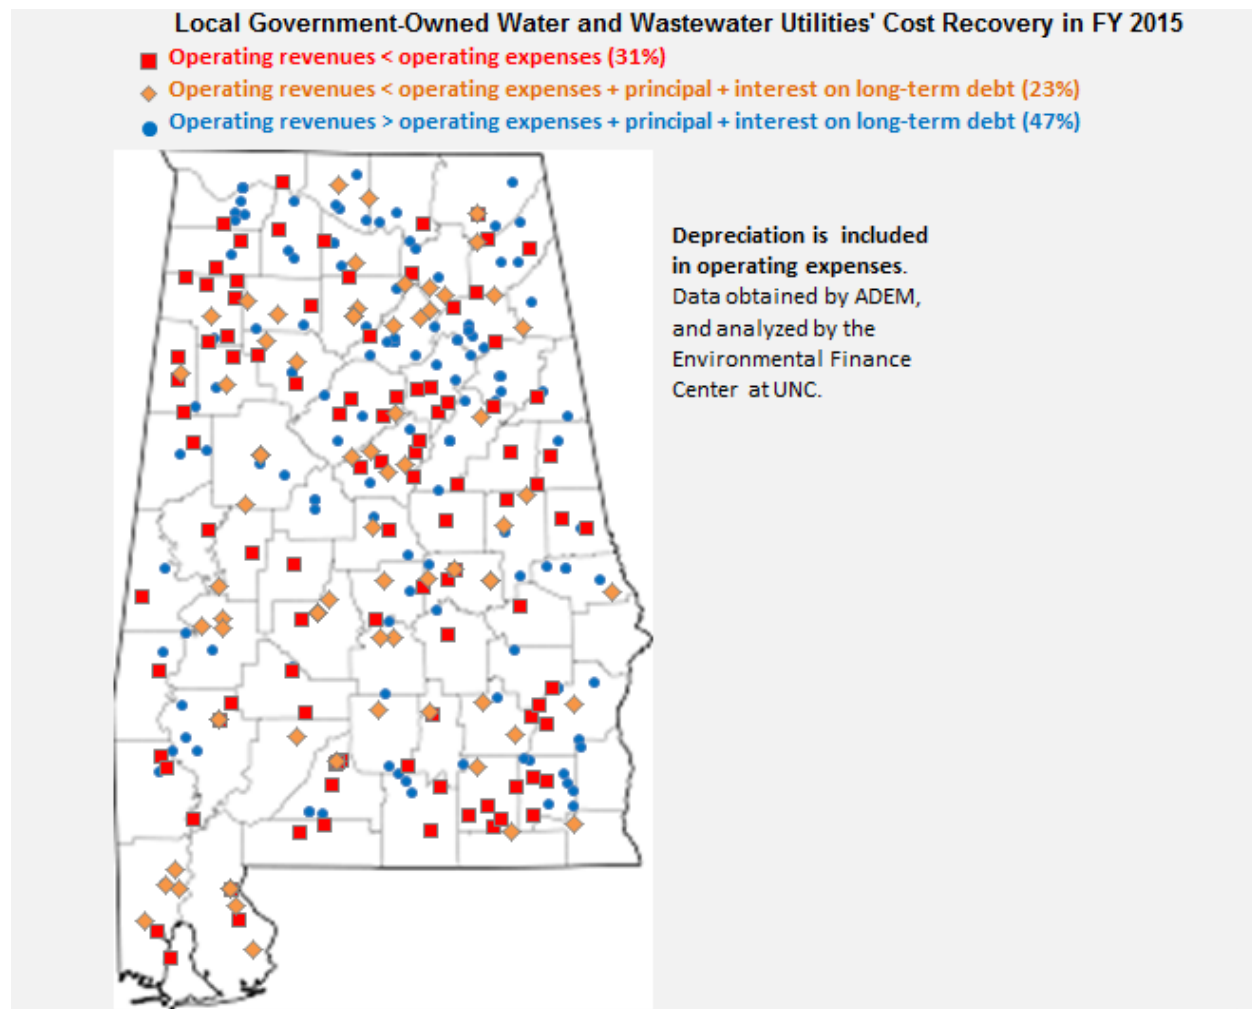 Local Government-Owned Water and Wastewater Utilities' Cost Recovery in FY 2015
Operating revenues < operating expenses (31%)
Operating revenues < operating expenses + principal + interest on long-term debt (23%)
Operating revenues > operating expenses + principal + interest on long-term debt (47%)
Depreciation is included
in operating expenses.
Data obtained by ADEM,
and analyzed by the
Environmental Finance
Center at UNC.